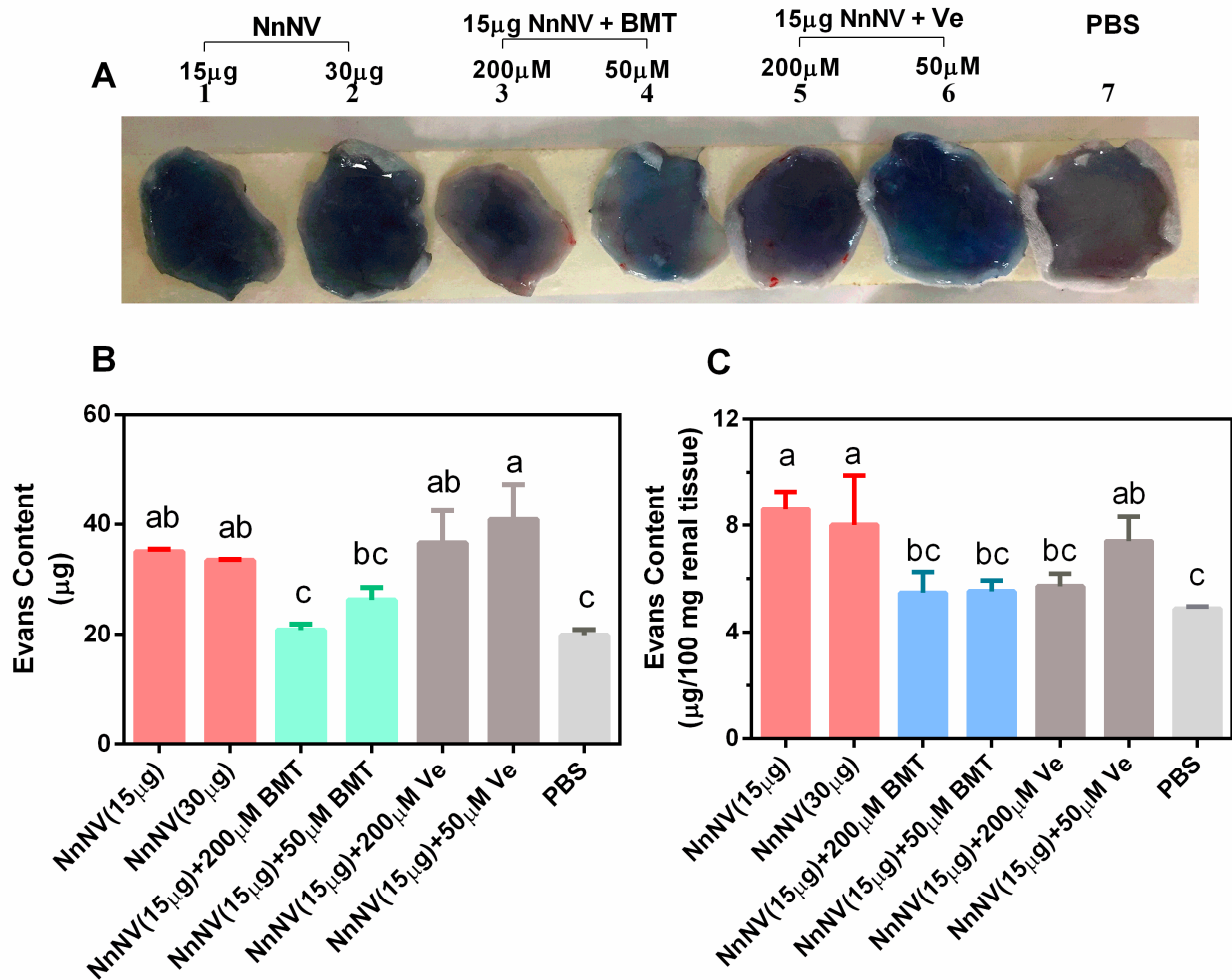 NnNV 15μg NnNV + BMT 15μg NnNV + Ve PBS
A 15μg 30μg 200μM 50μM 200μM 50μM
1 2 3 4 5 6 7
B
60
40
20
0
Evans Content
(μg)
ab ab c bc ab a c
NnNV(15μg)
NnNV(30μg)
NnNV(15μg)+200μM BMT
NnNV(15μg)+50μM BMT
NnNV(15μg)+200μM Ve
NnNV(15μg)+50μM Ve
PBS
C
12
8
4
0
Evans Content
(μg/100 mg renal tissue)
a a bc bc bc ab c
NnNV(15μg)
NnNV(30μg)
NnNV(15μg)+200μM BMT
NnNV(15μg)+50μM BMT
NnNV(15μg)+200μM Ve
NnNV(15μg)+50μM Ve
PBS